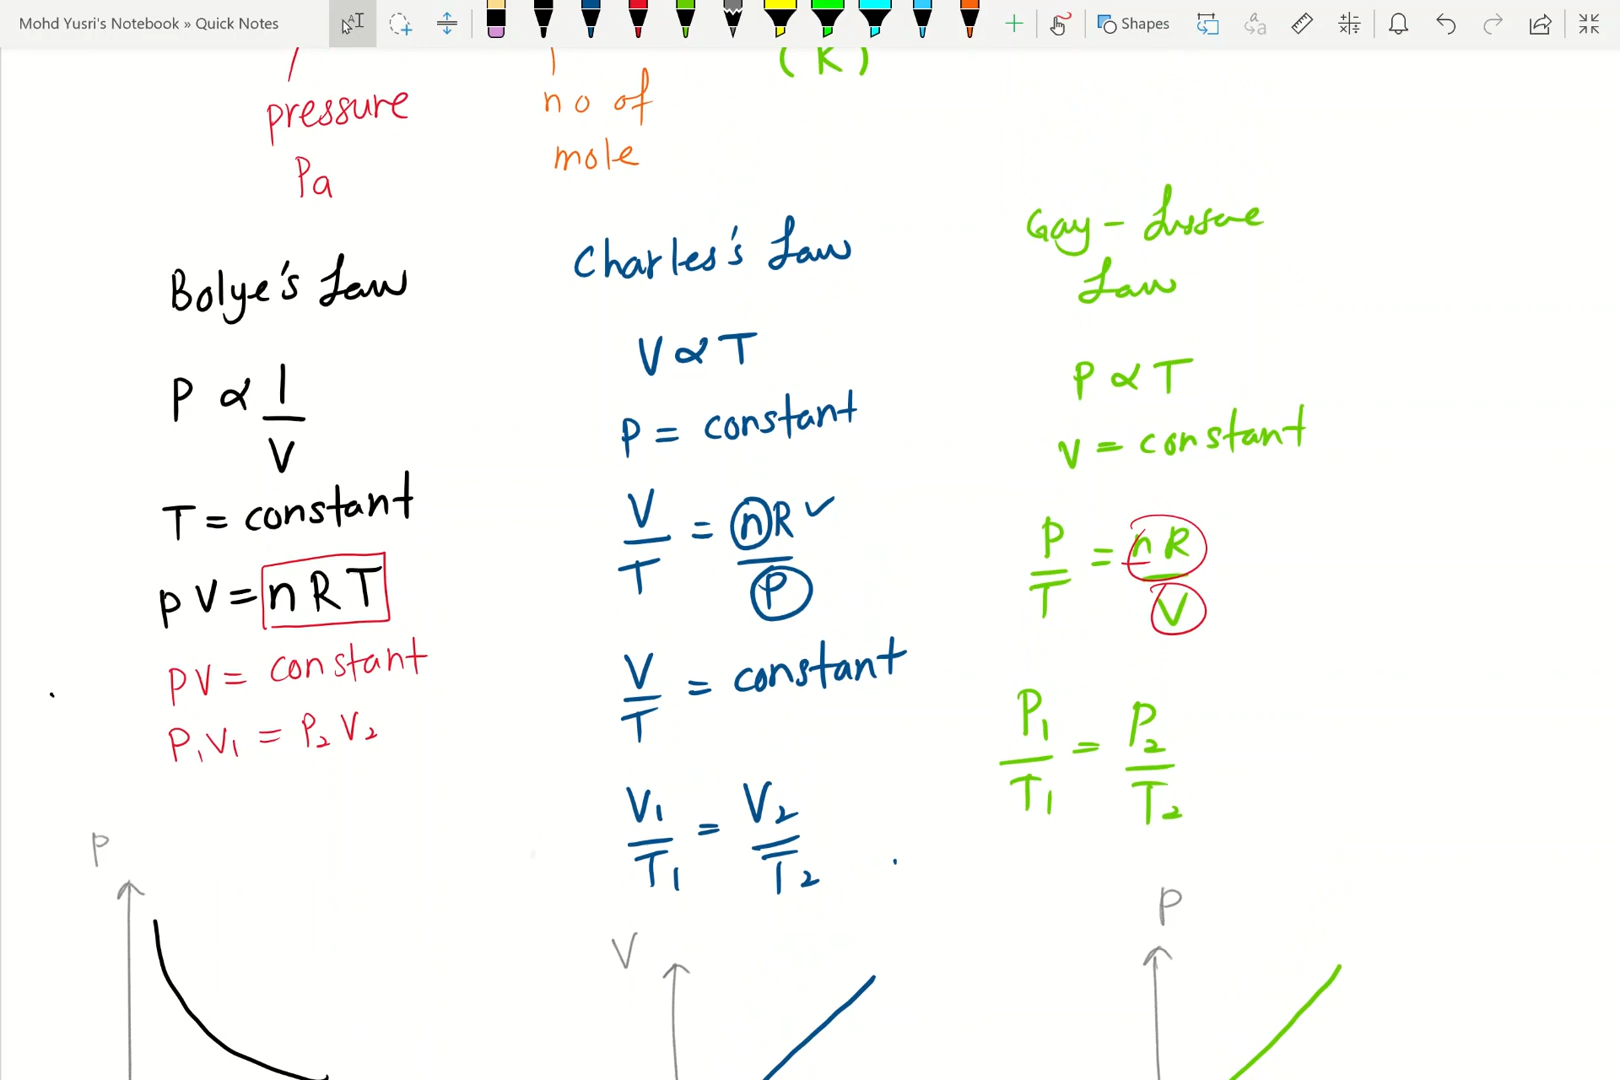 Mohd Yusri's Notebook » Quick Notes
Shapes
pressure
Pa
no of
mole
(K)
Bolye's Law
P ∝ 1/V
T = constant
PV = nRT
PV = constant
P₁V₁ = P₂V₂
P
Charles's Law
V ∝ T
P = constant
V/T = nR/P ✓
V/T = constant
V₁/T₁ = V₂/T₂
V
Gay-Lussac
Law
P ∝ T
V = constant
P/T = nR/V
P₁/T₁ = P₂/T₂
P